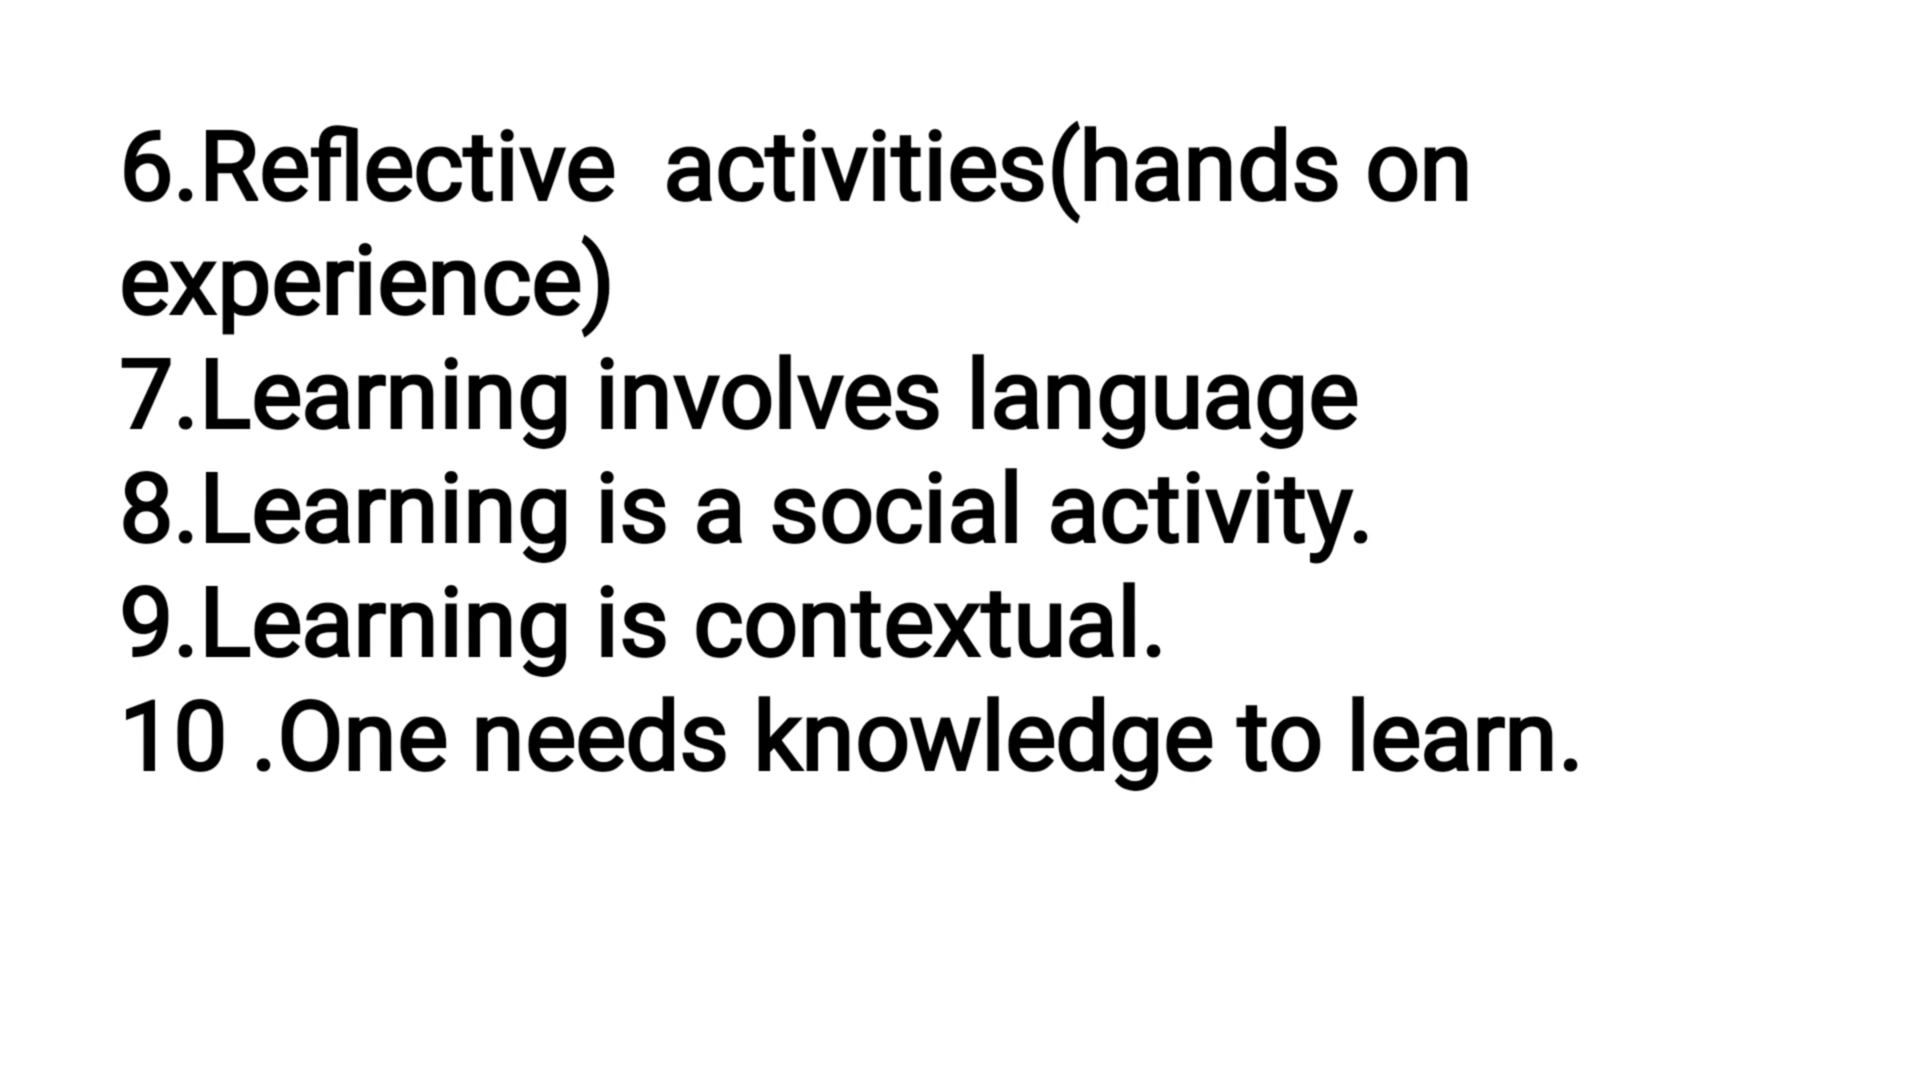 6.Reflective  activities(hands on
experience)
7.Learning involves language
8.Learning is a social activity.
9.Learning is contextual.
10 .One needs knowledge to learn.